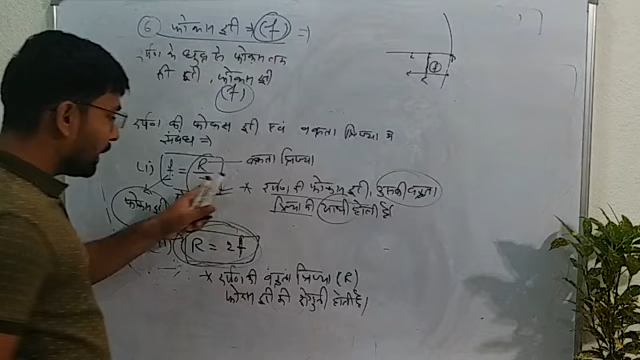 ⑥ फोकस दूरी ⇒ (f) ⇒
दर्पण के ध्रुव से फोकस तक
की दूरी, फोकस दूरी
(f)
दर्पण की फोकस दूरी एवं वक्रता त्रिज्या में
संबंध ⇒
(i) f = R/2 वक्रता त्रिज्या
फोकस दूरी * दर्पण की फोकस दूरी, उसकी वक्रता
त्रिज्या की आधी होती है
R = 2f
* दर्पण की वक्रता त्रिज्या (R)
फोकस दूरी की दोगुनी होती है।